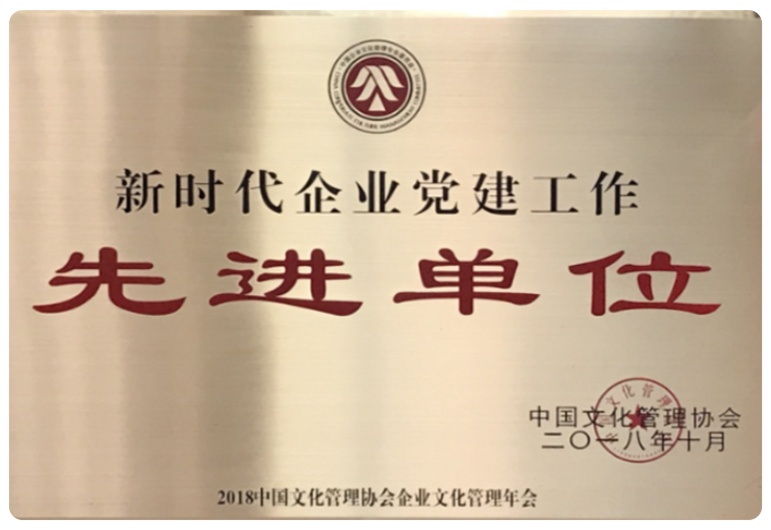 新时代企业党建工作
先进单位
中国文化管理协会
二〇一八年十月
2018中国文化管理协会企业文化管理年会